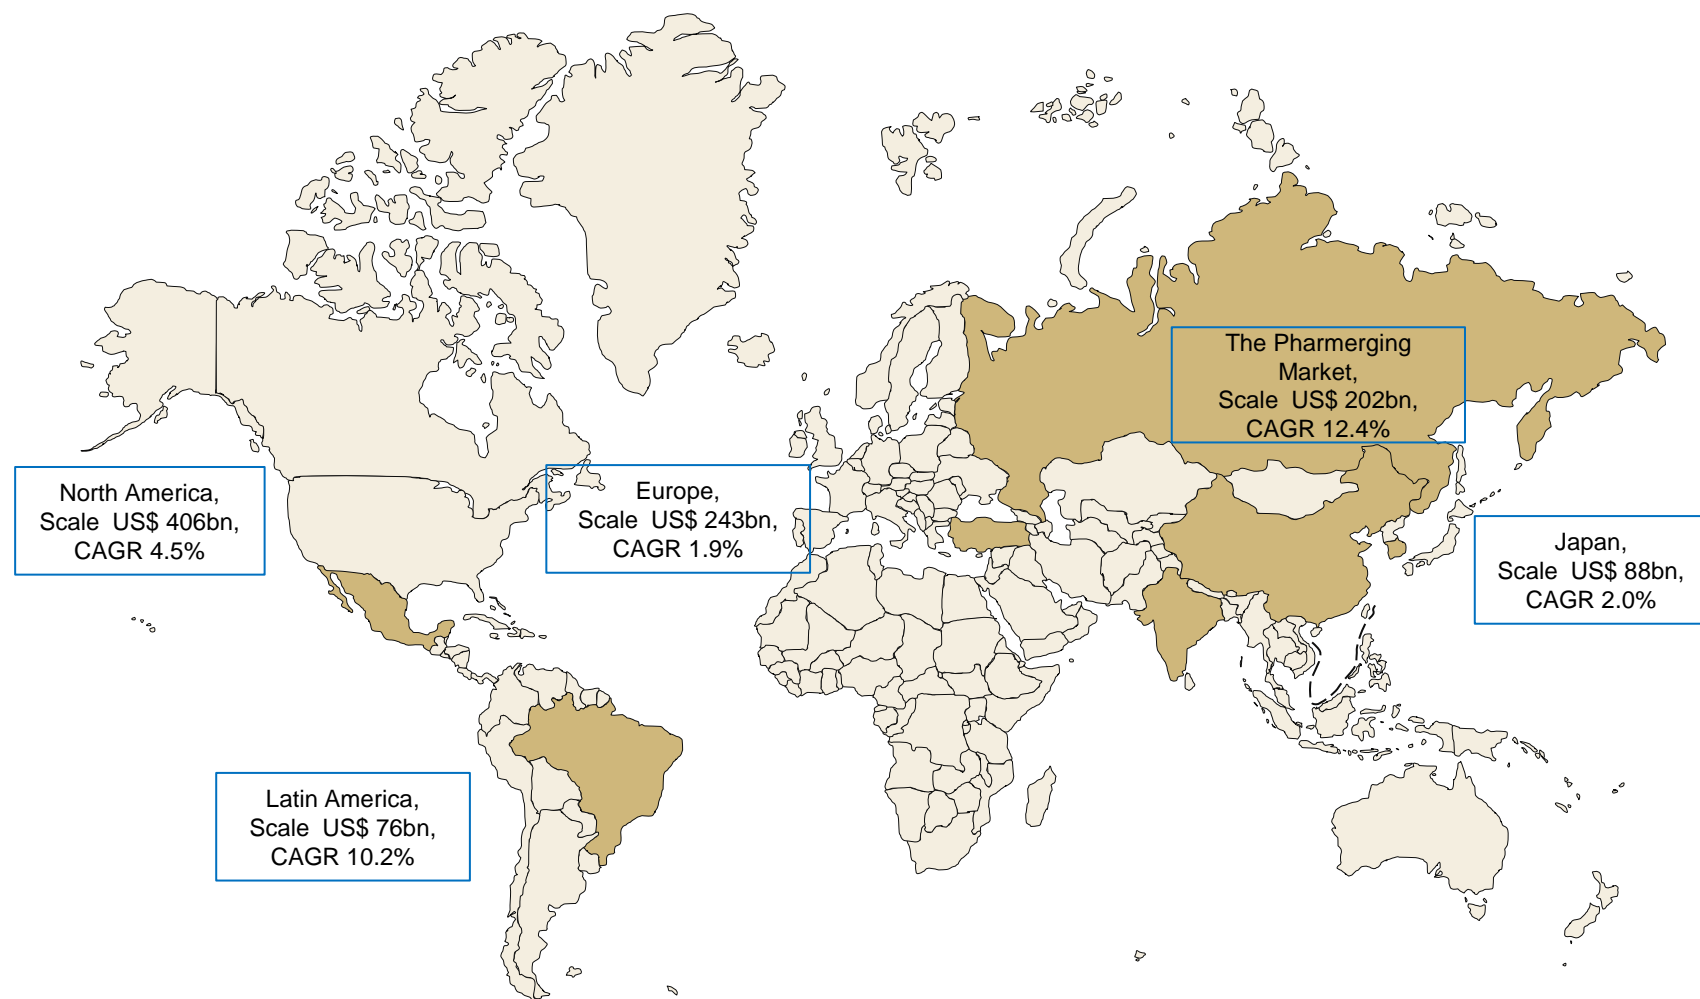 The Pharmerging
Market,
Scale  US$ 202bn,
CAGR 12.4%
North America,
Scale  US$ 406bn,
CAGR 4.5%
Europe,
Scale  US$ 243bn,
CAGR 1.9%
Japan,
Scale  US$ 88bn,
CAGR 2.0%
Latin America,
Scale  US$ 76bn,
CAGR 10.2%